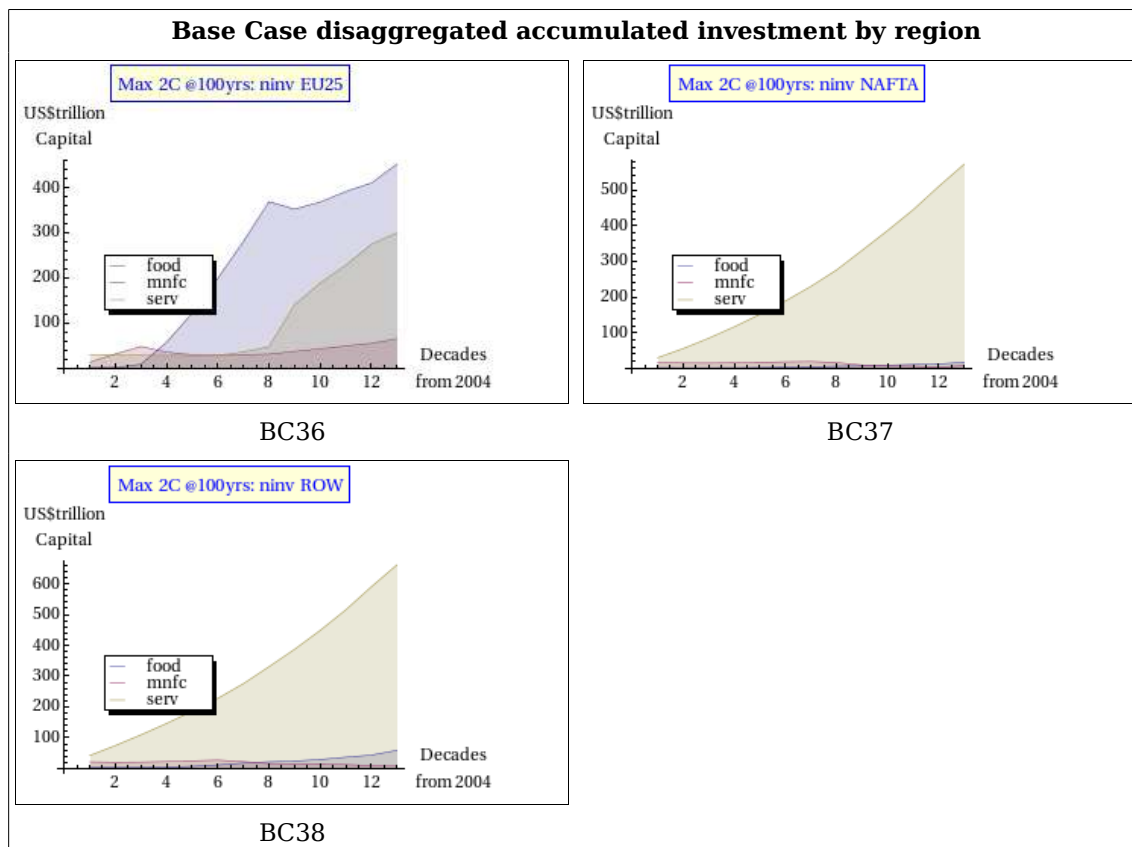 Base Case disaggregated accumulated investment by region
Max 2C @100yrs: ninv EU25
US$trillion
Capital
400
300
200
100
food
mnfc
serv
2 4 6 8 10 12
Decades
from 2004
BC36
Max 2C @100yrs: ninv NAFTA
US$trillion
Capital
500
400
300
200
100
food
mnfc
serv
2 4 6 8 10 12
Decades
from 2004
BC37
Max 2C @100yrs: ninv ROW
US$trillion
Capital
600
500
400
300
200
100
food
mnfc
serv
2 4 6 8 10 12
Decades
from 2004
BC38